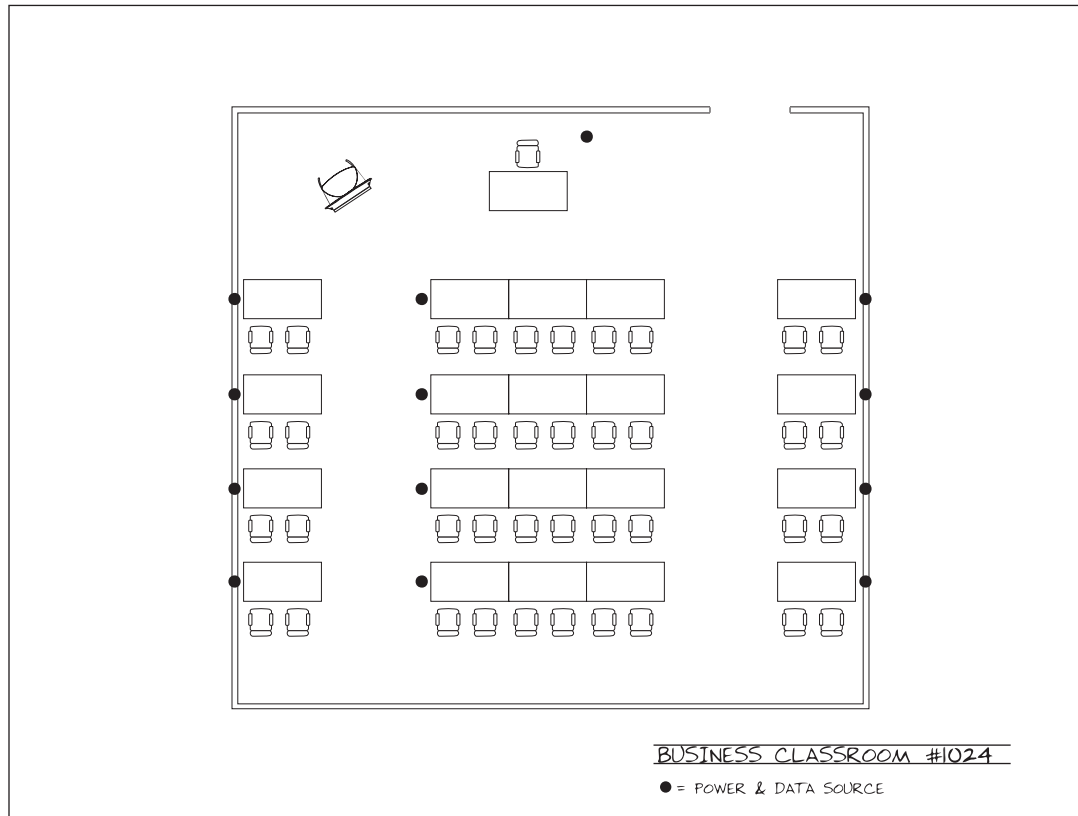 BUSINESS CLASSROOM #1024
= POWER & DATA SOURCE